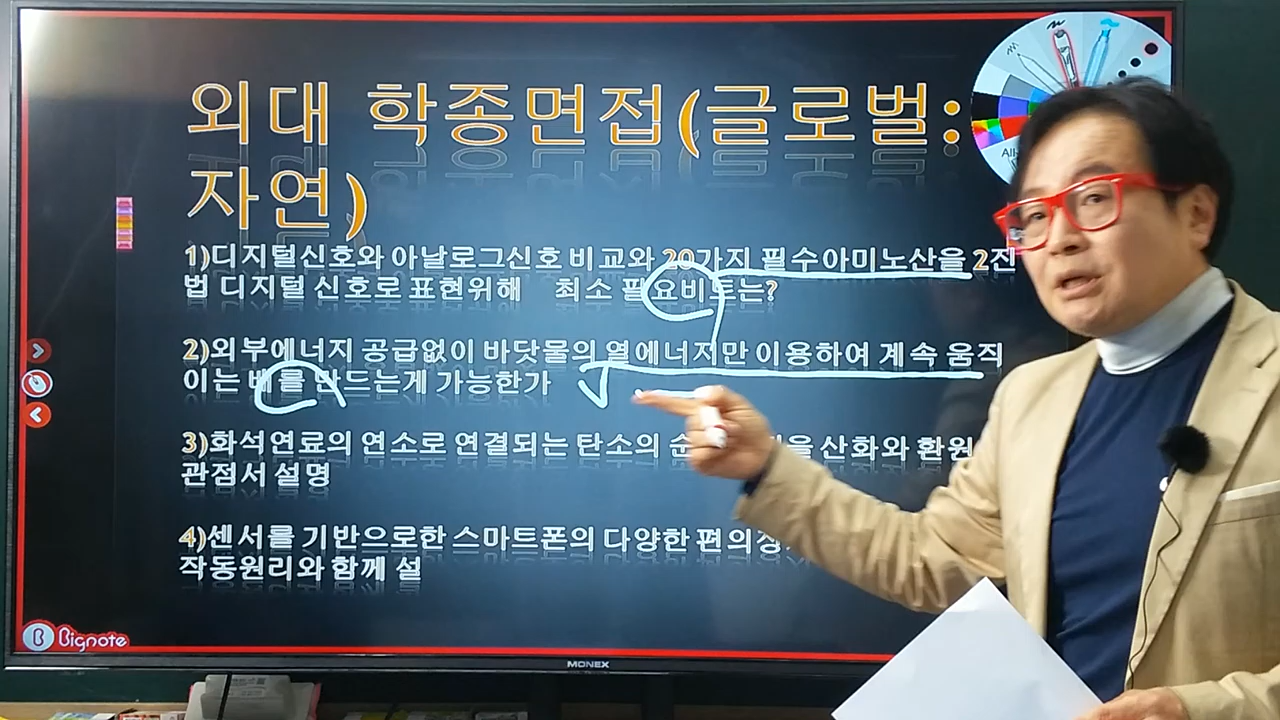 외대 학종면접(글로벌:
자연)
1)디지털신호와 아날로그신호 비교와 20가지 필수아미노산을 2진
법 디지털 신호로 표현위해 최소 필요비트는?
2)외부에너지 공급없이 바닷물의 열에너지만 이용하여 계속 움직
이는 배를 만드는게 가능한가
3)화석연료의 연소로 연결되는 탄소의 산화와 환원
관점서 설명
4)센서를 기반으로한 스마트폰의 다양한
작동원리와 함께 설
Bignote
MONEX